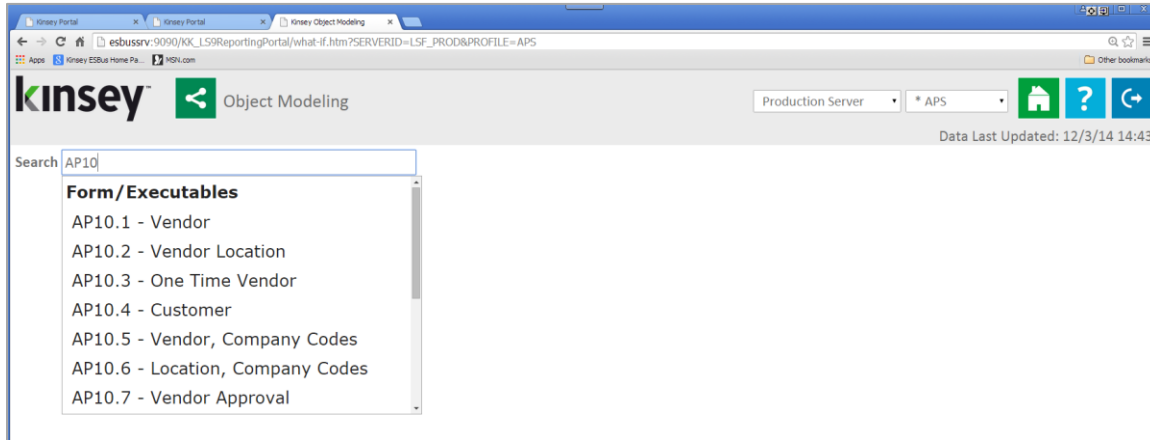 Kinsey Portal
Kinsey Portal
Kinsey Object Modeling
esbussrv:9090/KK_LS9ReportingPortal/what-if.htm?SERVERID=LSF_PROD&PROFILE=APS
Apps Kinsey ESBus Home Pa... MSN.com Other bookmarks
kinsey Object Modeling Production Server * APS ?
Data Last Updated: 12/3/14 14:43
Search AP10
Form/Executables
AP10.1 - Vendor
AP10.2 - Vendor Location
AP10.3 - One Time Vendor
AP10.4 - Customer
AP10.5 - Vendor, Company Codes
AP10.6 - Location, Company Codes
AP10.7 - Vendor Approval